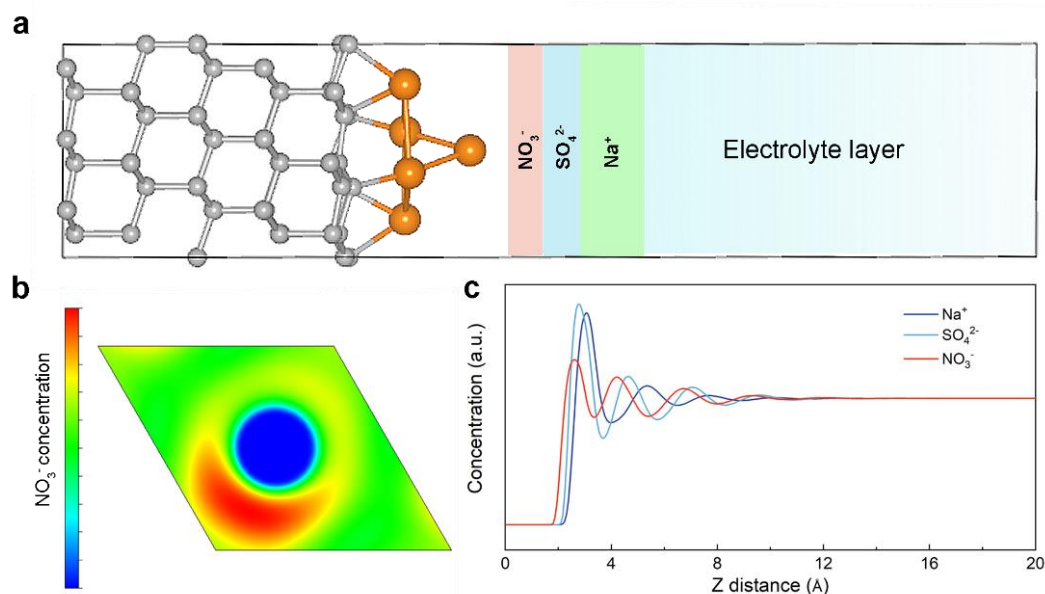 a
NO₃⁻
SO₄²⁻
Na⁺
Electrolyte layer
b
NO₃⁻ concentration
c
Concentration (a.u.)
Na⁺
SO₄²⁻
NO₃⁻
0
4
8
12
16
20
Z distance (Å)